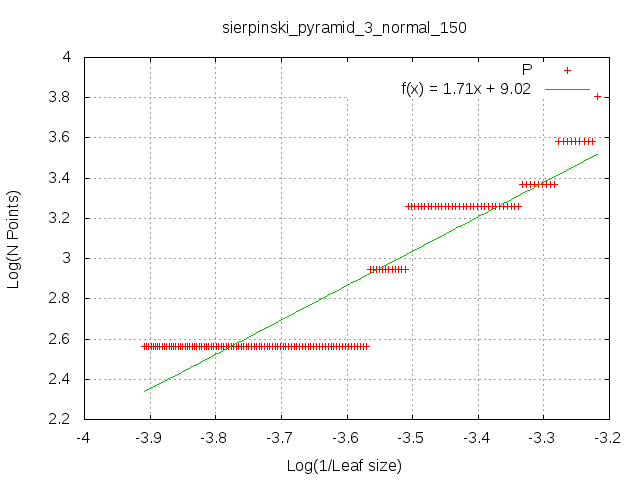 sierpinski_pyramid_3_normal_150
P
f(x) = 1.71x + 9.02
4
3.8
3.6
3.4
3.2
3
2.8
2.6
2.4
2.2
Log(N Points)
-4 -3.9 -3.8 -3.7 -3.6 -3.5 -3.4 -3.3 -3.2
Log(1/Leaf size)